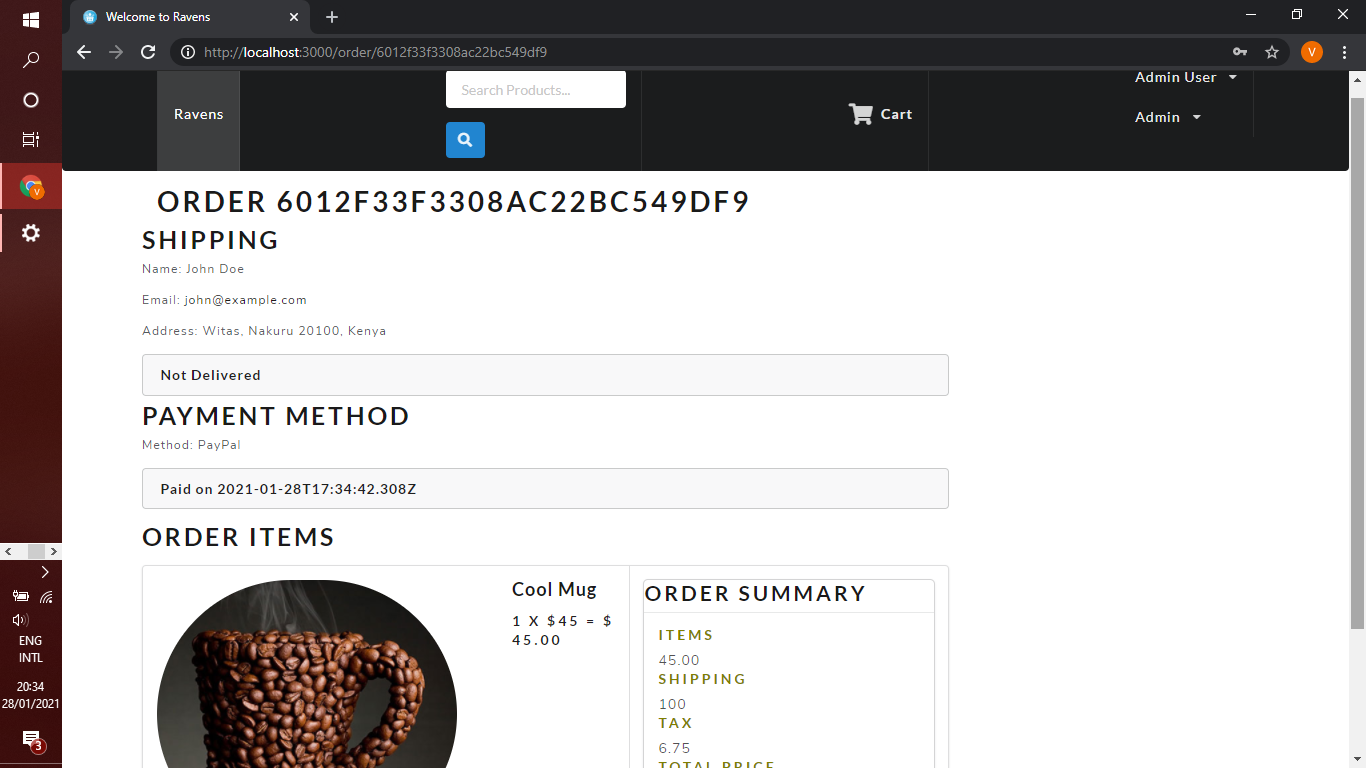 Welcome to Ravens
http://localhost:3000/order/6012f33f3308ac22bc549df9
V
Ravens
Search Products...
Cart
Admin User
Admin
ORDER 6012F33F3308AC22BC549DF9
SHIPPING
Name: John Doe
Email: john@example.com
Address: Witas, Nakuru 20100, Kenya
Not Delivered
PAYMENT METHOD
Method: PayPal
Paid on 2021-01-28T17:34:42.308Z
ORDER ITEMS
Cool Mug
1 X $45 = $
45.00
ORDER SUMMARY
ITEMS
45.00
SHIPPING
100
TAX
6.75
TOTAL PRICE
V
ENG
INTL
20:34
28/01/2021
3